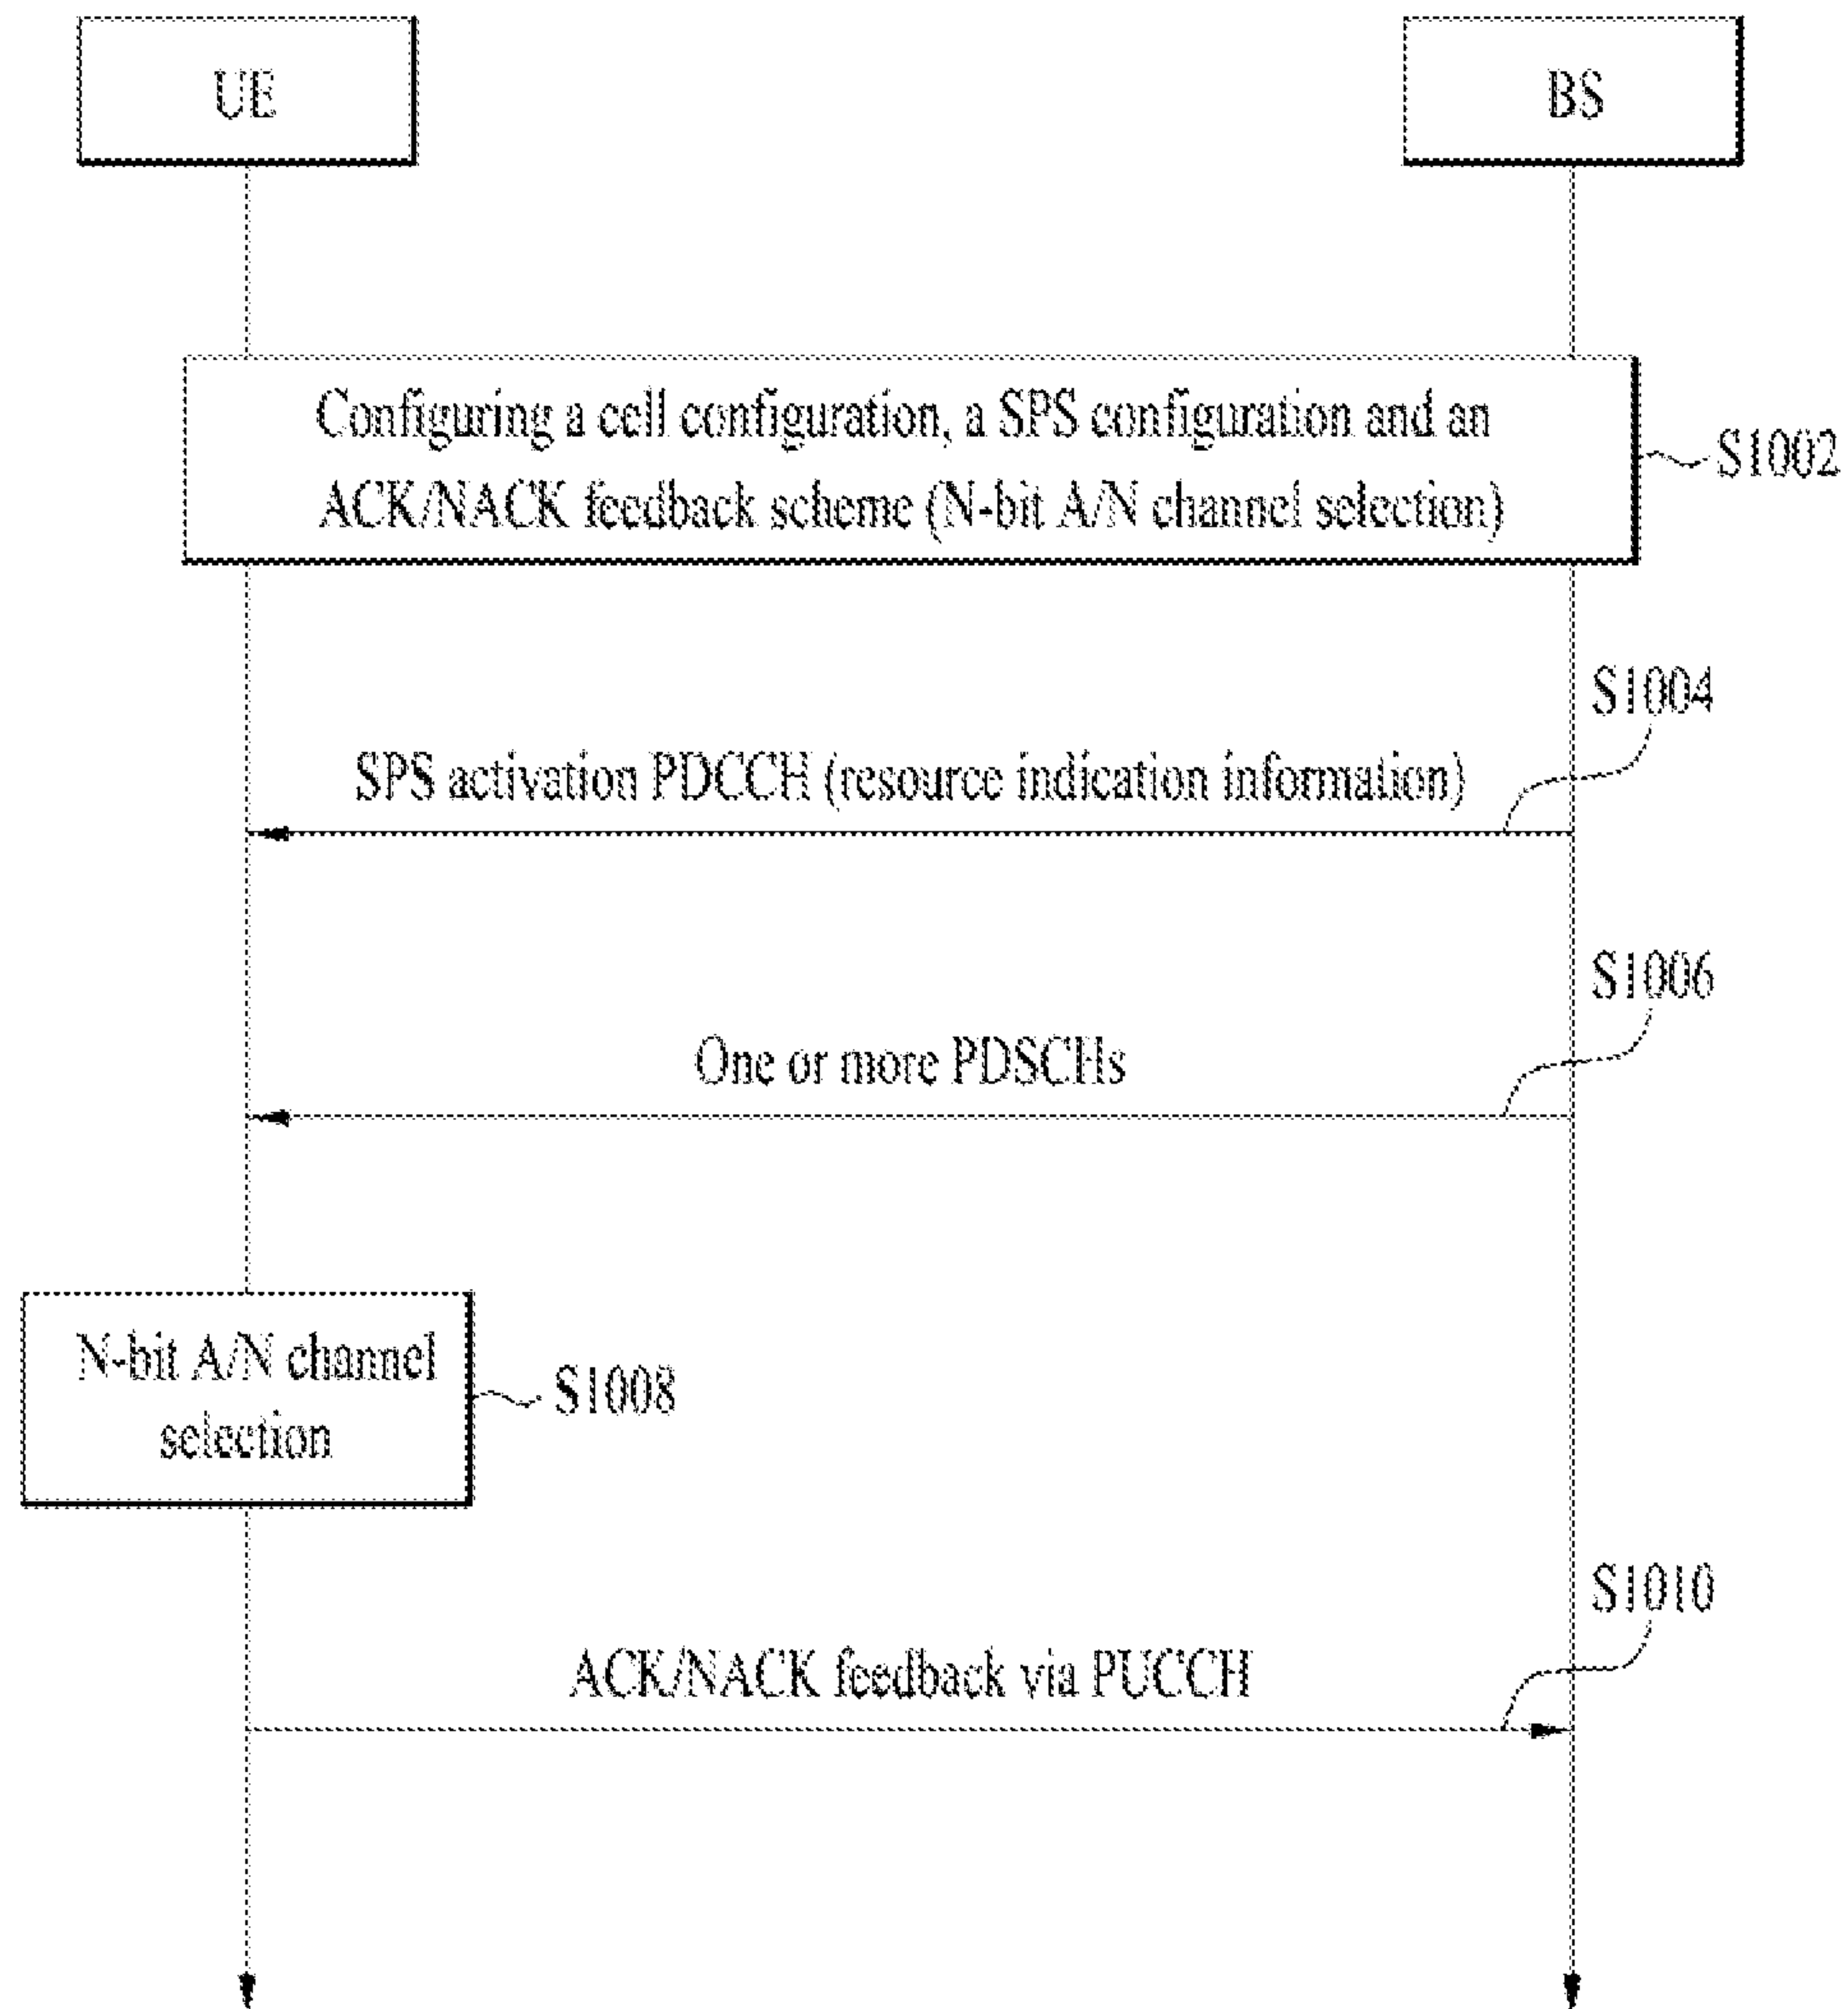 UE
BS
Configuring a cell configuration, a SPS configuration and an
ACK/NACK feedback scheme (N-bit A/N channel selection)
S1002
S1004
SPS activation PDCCH (resource indication information)
S1006
One or more PDSCHs
N-bit A/N channel
selection
S1008
S1010
ACK/NACK feedback via PUCCH